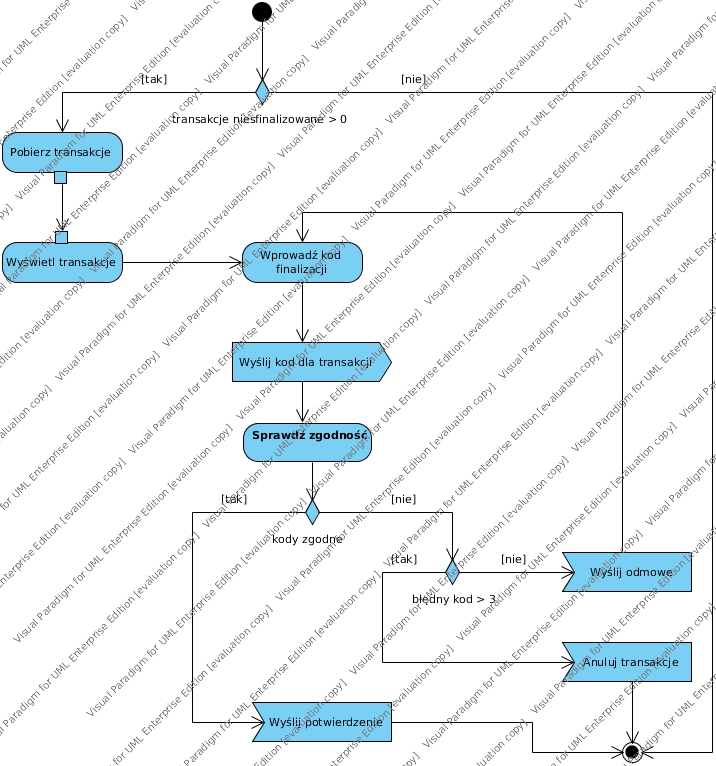 [tak]
[nie]
transakcje niesfinalizowane > 0
Pobierz transakcje
Wyświetl transakcje
Wprowadź kod
finalizacji
Wyślij kod dla transakcji
Sprawdź zgodność
[tak]
[nie]
kody zgodne
[tak]
[nie]
błędny kod > 3
Wyślij odmowę
Anuluj transakcje
Wyślij potwierdzenie
Visual Paradigm for UML Enterprise Edition [evaluation copy]